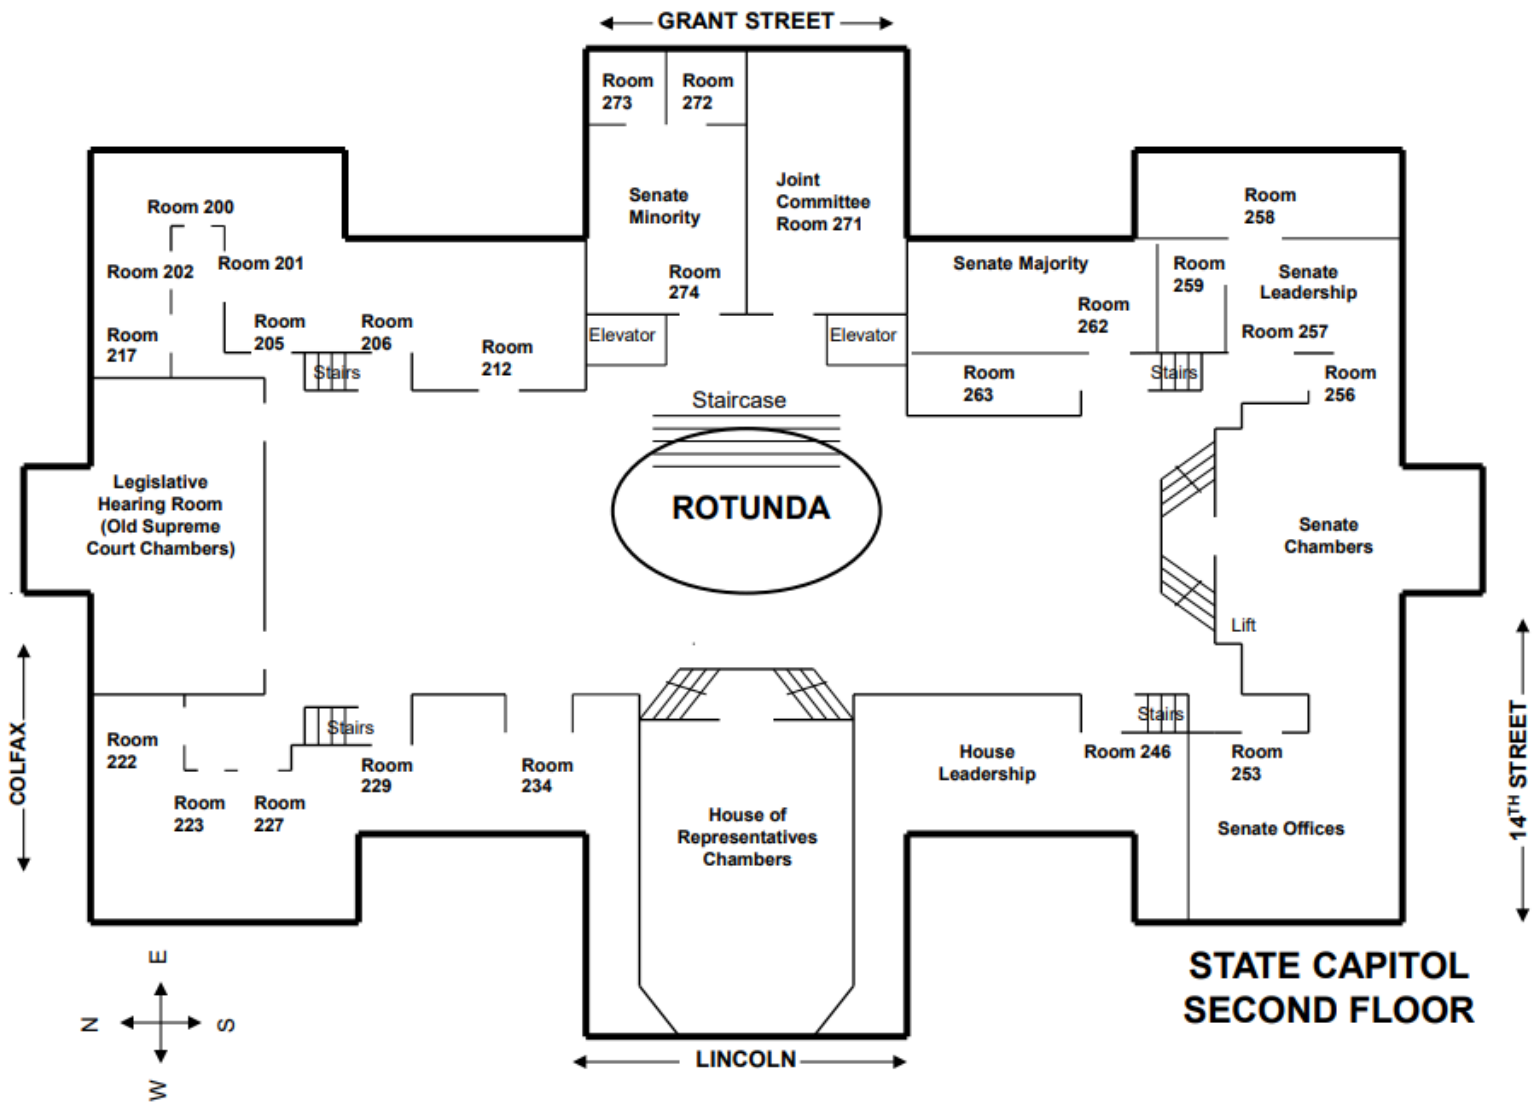 GRANT STREET
Room
273
Room
272
Senate
Minority
Joint
Committee
Room 271
Room
274
Elevator
Elevator
Room 200
Room 201
Room 202
Room
217
Room
205
Room
206
Stairs
Room
212
Senate Majority
Room
262
Room
263
Room
258
Room
259
Senate
Leadership
Room 257
Stairs
Room
256
Staircase
ROTUNDA
Legislative
Hearing Room
(Old Supreme
Court Chambers)
Senate
Chambers
Lift
COLFAX
14TH STREET
Room
222
Room
223
Room
227
Stairs
Room
229
Room
234
House of
Representatives
Chambers
House
Leadership
Stairs
Room 246
Room
253
Senate Offices
E
N
S
W
LINCOLN
STATE CAPITOL
SECOND FLOOR